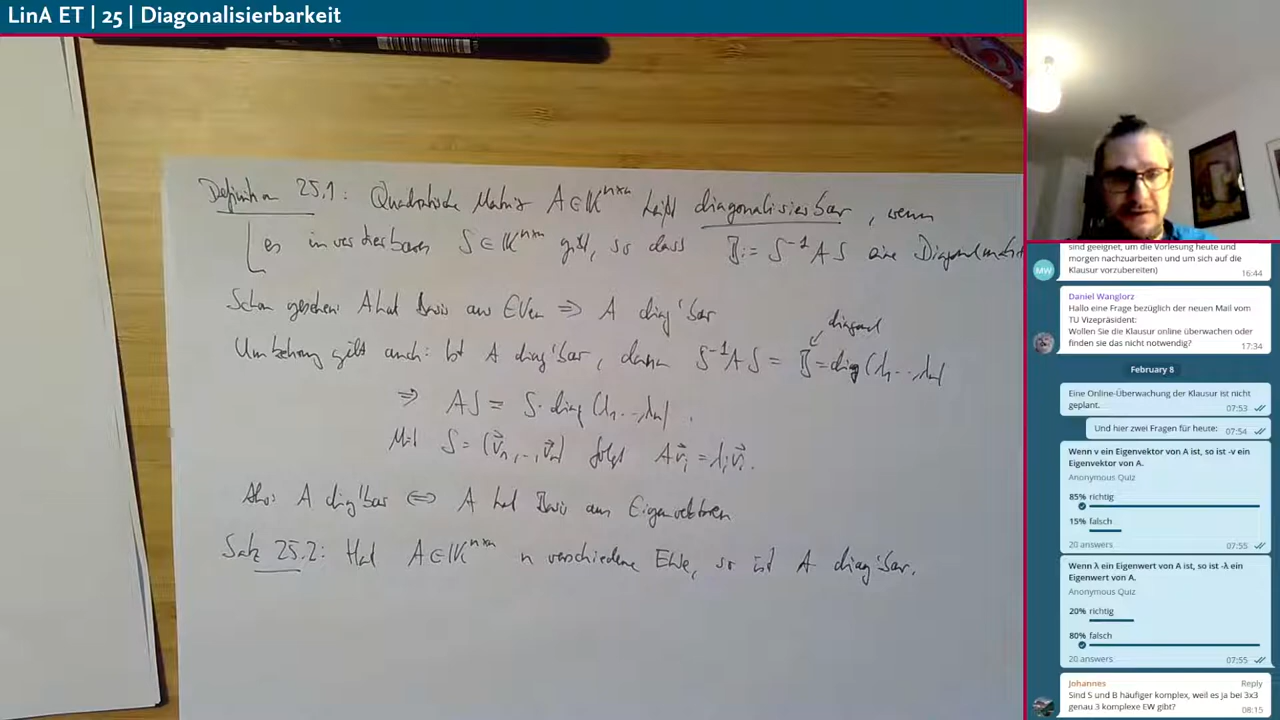 LinA ET | 25 | Diagonalisierbarkeit
Definition 25.1: Quadratische Matrix A ∈ K^{n×n} heißt diagonalisierbar, wenn
es invertierbares S ∈ K^{n×n} gibt, so dass B := S^{-1}AS eine Diagonalmatrix
Schon gesehen: A hat Basis aus EVen ⇒ A diag'bar
diagonal
Umkehrung gilt auch: Ist A diag'bar, dann S^{-1}AS = B = diag(λ1...λn)
⇒ AS = S·diag(λ1...λn).
Mit S = (v⃗1,...,v⃗n) folgt Av⃗i = λiv⃗i.
Also: A diag'bar ⇔ A hat Basis aus Eigenvektoren
Satz 25.2: Hat A ∈ K^{n×n} n verschiedene EWe, so ist A diag'bar.
sind geeignet, um die Vorlesung heute und
morgen nachzuarbeiten und um sich auf die
Klausur vorzubereiten)
MW
16:44
Daniel Wanglorz
Hallo eine Frage bezüglich der neuen Mail vom
TU Vizepräsident:
Wollen Sie die Klausur online überwachen oder
finden sie das nicht notwendig?
17:34
February 8
Eine Online-Überwachung der Klausur ist nicht
geplant.
07:53
Und hier zwei Fragen für heute:
07:54
Wenn v ein Eigenvektor von A ist, so ist -v ein
Eigenvektor von A.
Anonymous Quiz
85% richtig
15% falsch
20 answers
07:55
Wenn λ ein Eigenwert von A ist, so ist -λ ein
Eigenwert von A.
Anonymous Quiz
20% richtig
80% falsch
20 answers
07:55
Johannes
Reply
Sind S und B häufiger komplex, weil es ja bei 3x3
genau 3 komplexe EW gibt?
08:15